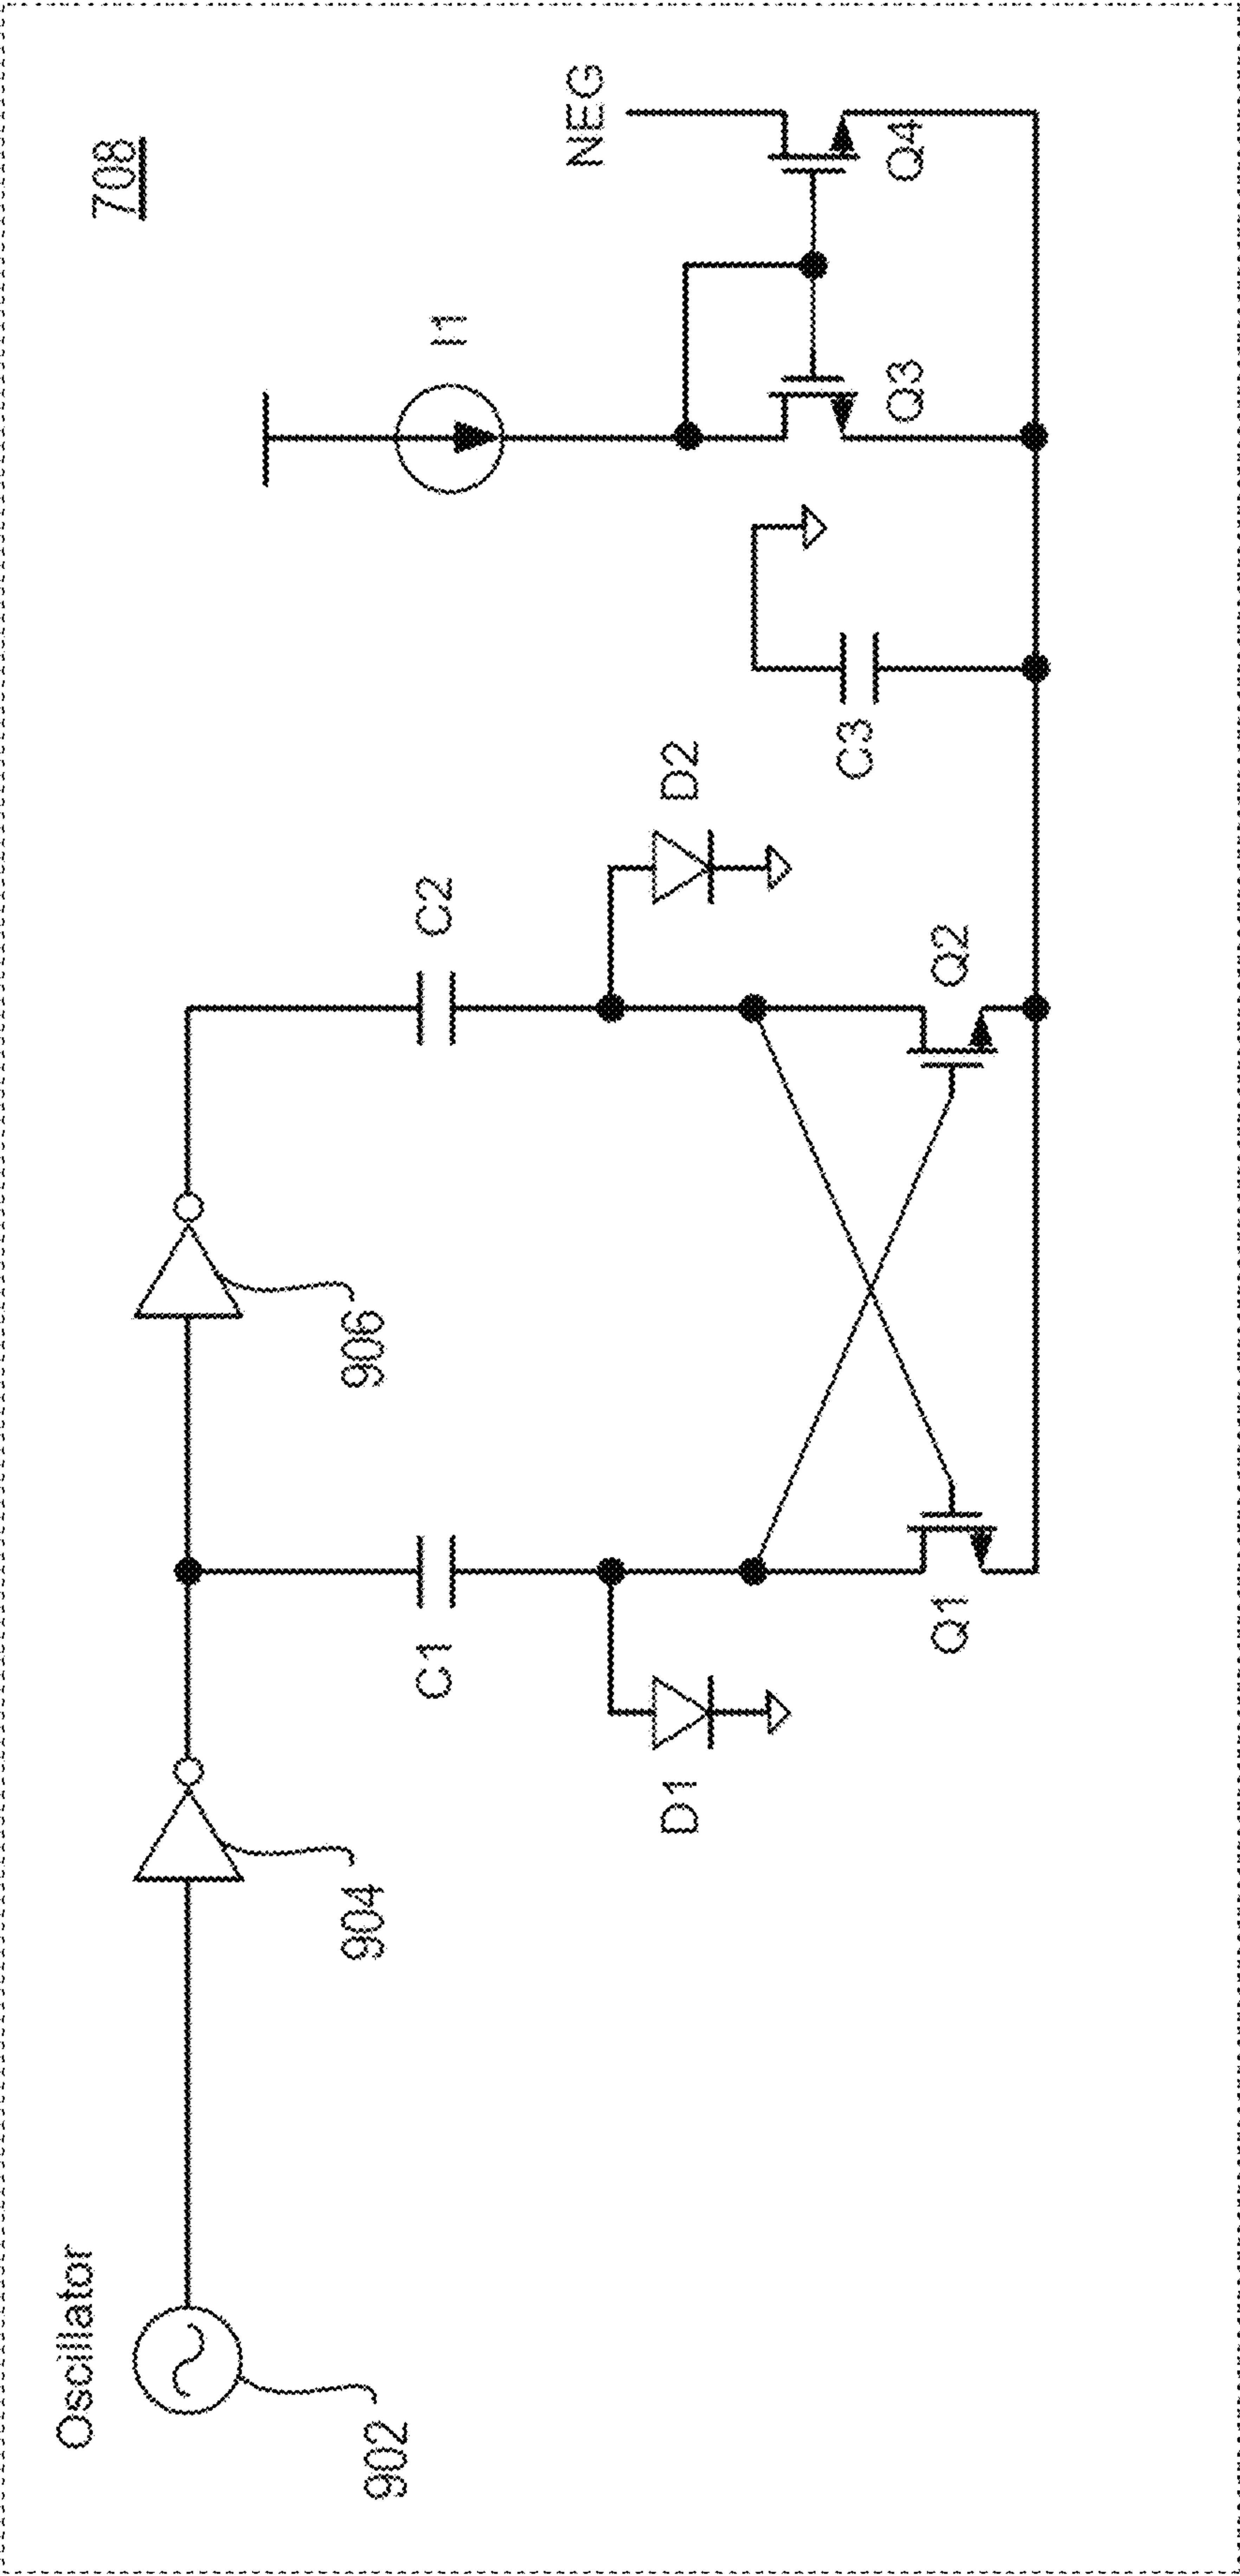 Oscillator
708
902
904
906
C1
C2
D1
D2
Q1
Q2
C3
I1
Q3
Q4
NEG